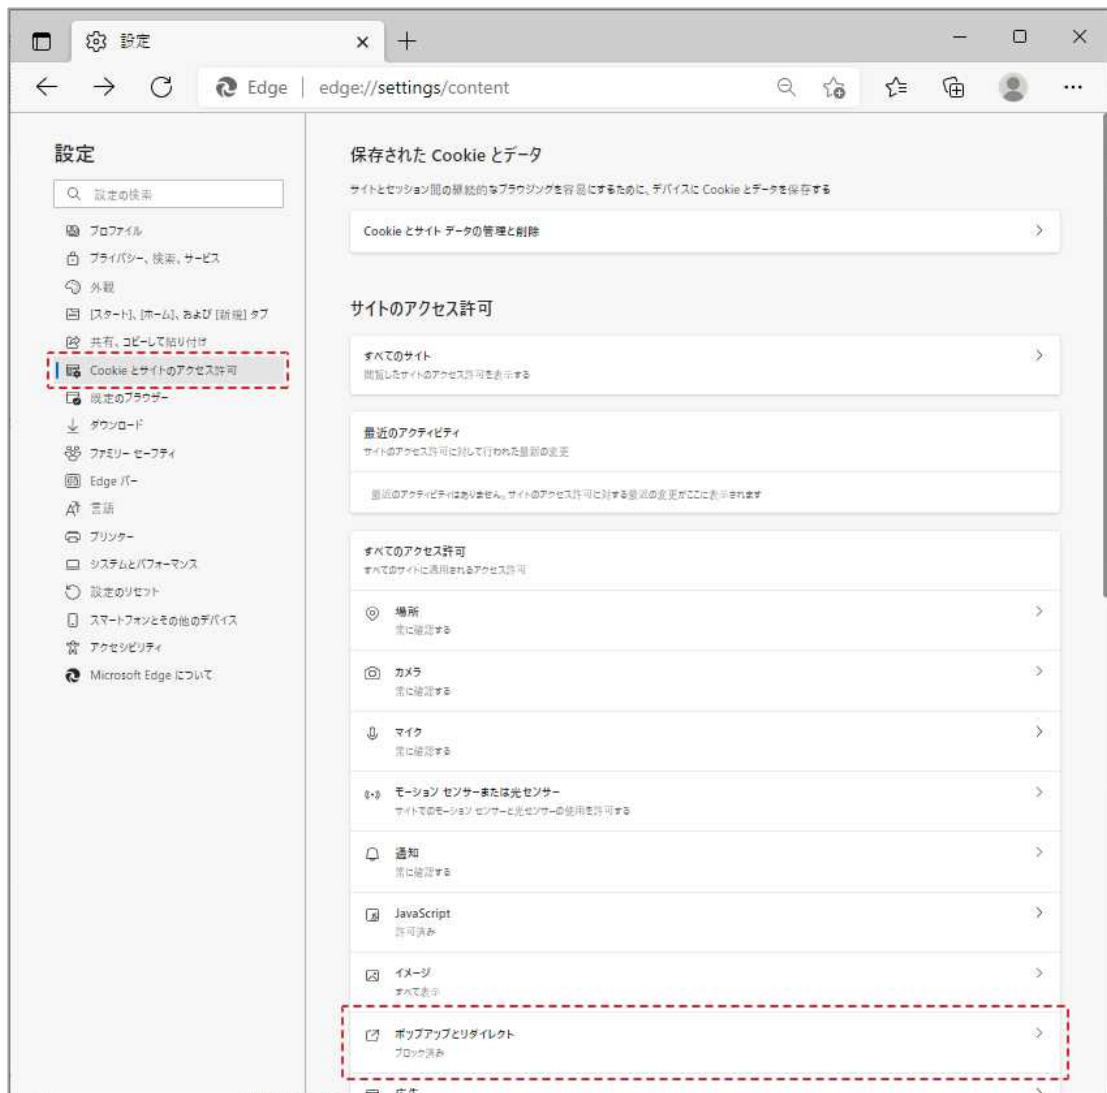 設定
Edge edge://settings/content
設定
設定の検索
プロファイル
プライバシー、検索、サービス
外観
[スタート]、[ホーム]、および [新規] タブ
共有、コピーして貼り付け
Cookie とサイトのアクセス許可
既定のブラウザー
ダウンロード
ファミリー セーフティ
Edge バー
言語
プリンター
システムとパフォーマンス
設定のリセット
スマートフォンとその他のデバイス
アクセシビリティ
Microsoft Edge について
保存された Cookie とデータ
サイトとセッション間の継続的なブラウジングを容易にするために、デバイスに Cookie とデータを保存する
Cookie とサイト データの管理と削除
サイトのアクセス許可
すべてのサイト
閲覧したサイトのアクセス許可を表示する
最近のアクティビティ
サイトのアクセス許可に対して行われた最新の変更
最近のアクティビティはありません。サイトのアクセス許可に対する最近の変更がここに表示されます
すべてのアクセス許可
すべてのサイトに適用されるアクセス許可
場所
常に確認する
カメラ
常に確認する
マイク
常に確認する
モーション センサーまたは光センサー
サイトでのモーション センサーと光センサーの使用を許可する
通知
常に確認する
JavaScript
許可済み
イメージ
すべて表示
ポップアップとリダイレクト
ブロック済み